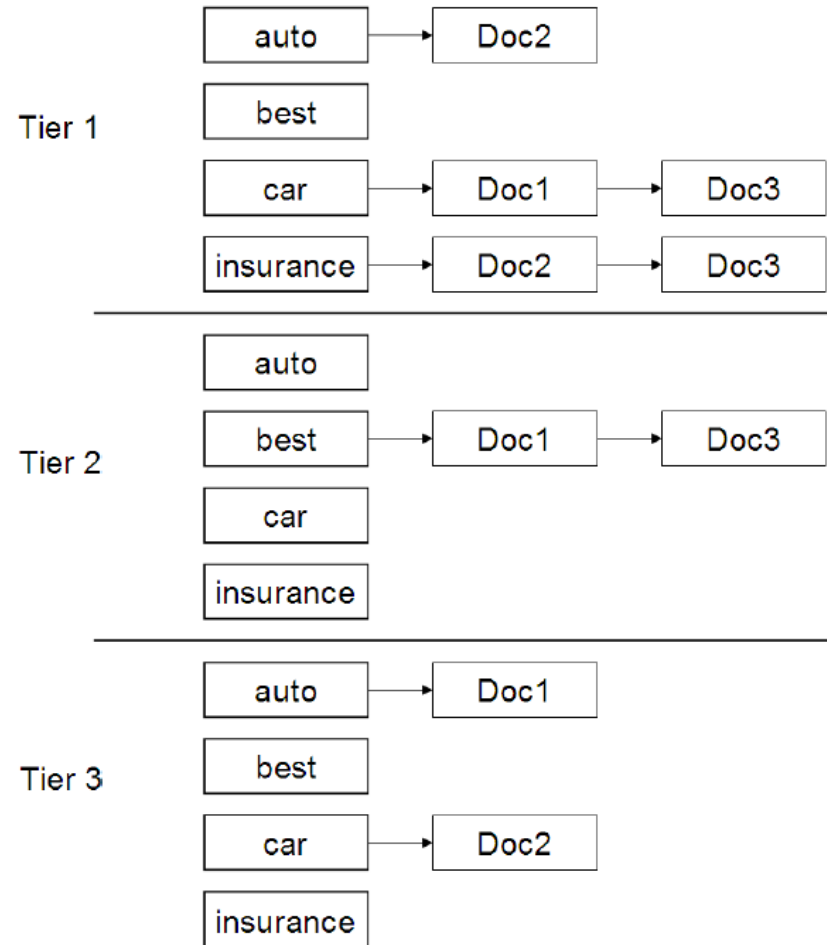 auto Doc2
Tier 1
best
car Doc1 Doc3
insurance Doc2 Doc3
auto
Tier 2
best Doc1 Doc3
car
insurance
auto Doc1
Tier 3
best
car Doc2
insurance